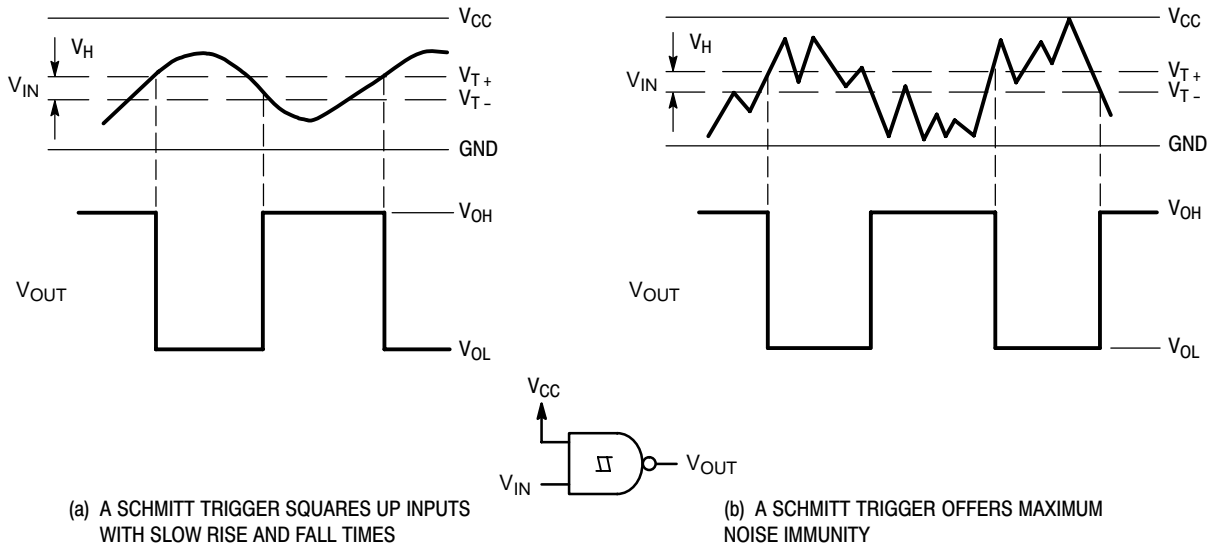 VCC
VH
VIN
VT+
VT−
GND
VOH
VOUT
VOL
VCC
VH
VIN
VT+
VT−
GND
VOH
VOUT
VOL
VCC
VIN
VOUT
(a) A SCHMITT TRIGGER SQUARES UP INPUTS
WITH SLOW RISE AND FALL TIMES
(b) A SCHMITT TRIGGER OFFERS MAXIMUM
NOISE IMMUNITY